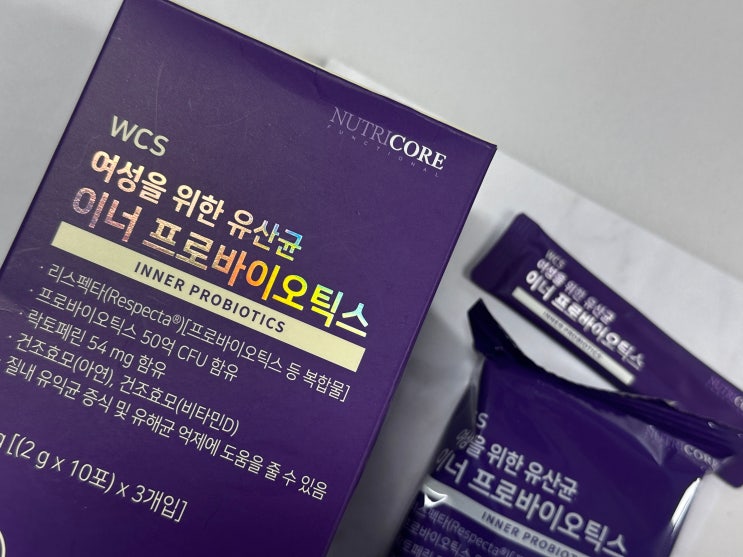 NUTRICORE
FUNCTIONAL
WCS
여성을 위한 유산균
이너 프로바이오틱스
INNER PROBIOTICS
· 리스펙타(Respecta®)[프로바이오틱스 등 복합물]
· 프로바이오틱스 50억 CFU 함유
· 락토페린 54 mg 함유
· 건조효모(아연), 건조효모(비타민D)
질내 유익균 증식 및 유해균 억제에 도움을 줄 수 있음
g [(2 g x 10포) x 3개입]
WCS
여성을 위한 유산균
이너 프로바이오틱스
INNER PROBIOTICS
NUTRICORE
S
여성을 위한 유산균
이너 프로바이오틱스
INNER PROBIOTICS